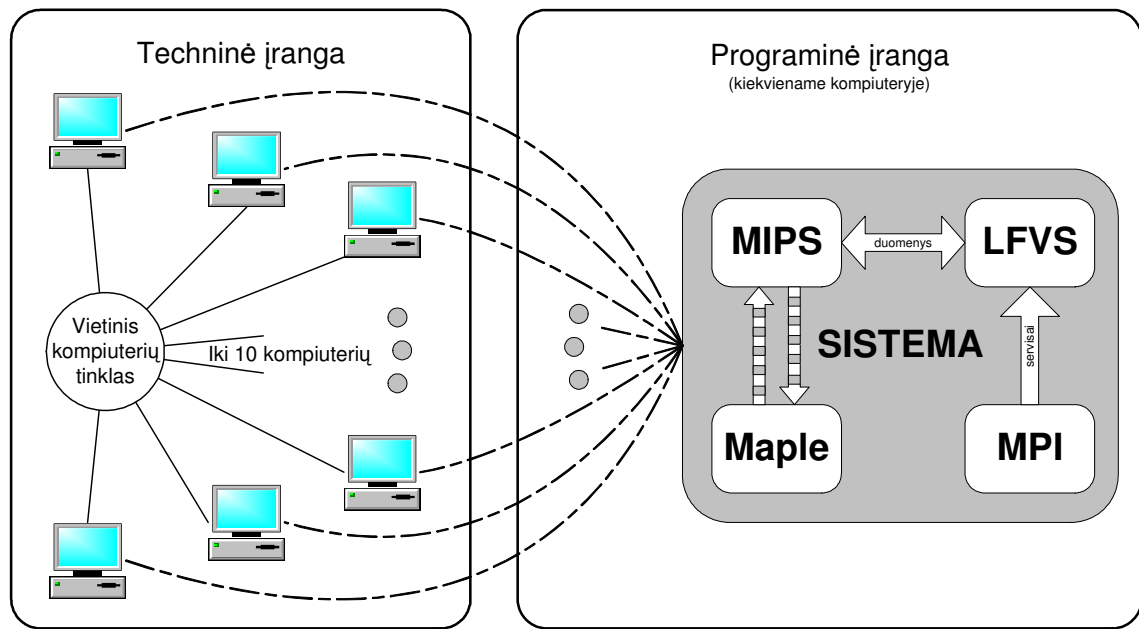 Techninė įranga
Vietinis
kompiuterių
tinklas
Iki 10 kompiuterių
Programinė įranga
(kiekviename kompiuteryje)
MIPS
duomenys
LFVS
SISTEMA
servisai
Maple
MPI